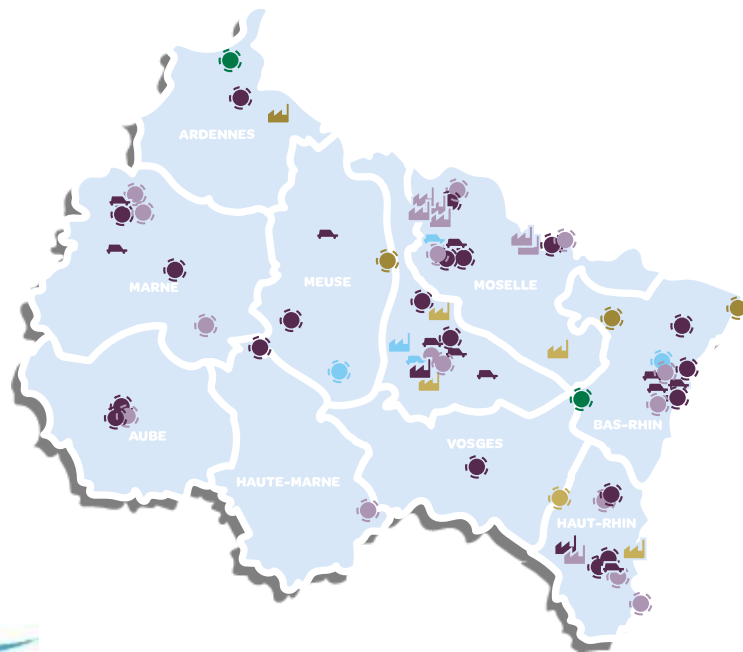 ARDENNES
MARNE
MEUSE
MOSELLE
AUBE
HAUTE-MARNE
VOSGES
BAS-RHIN
HAUT-RHIN